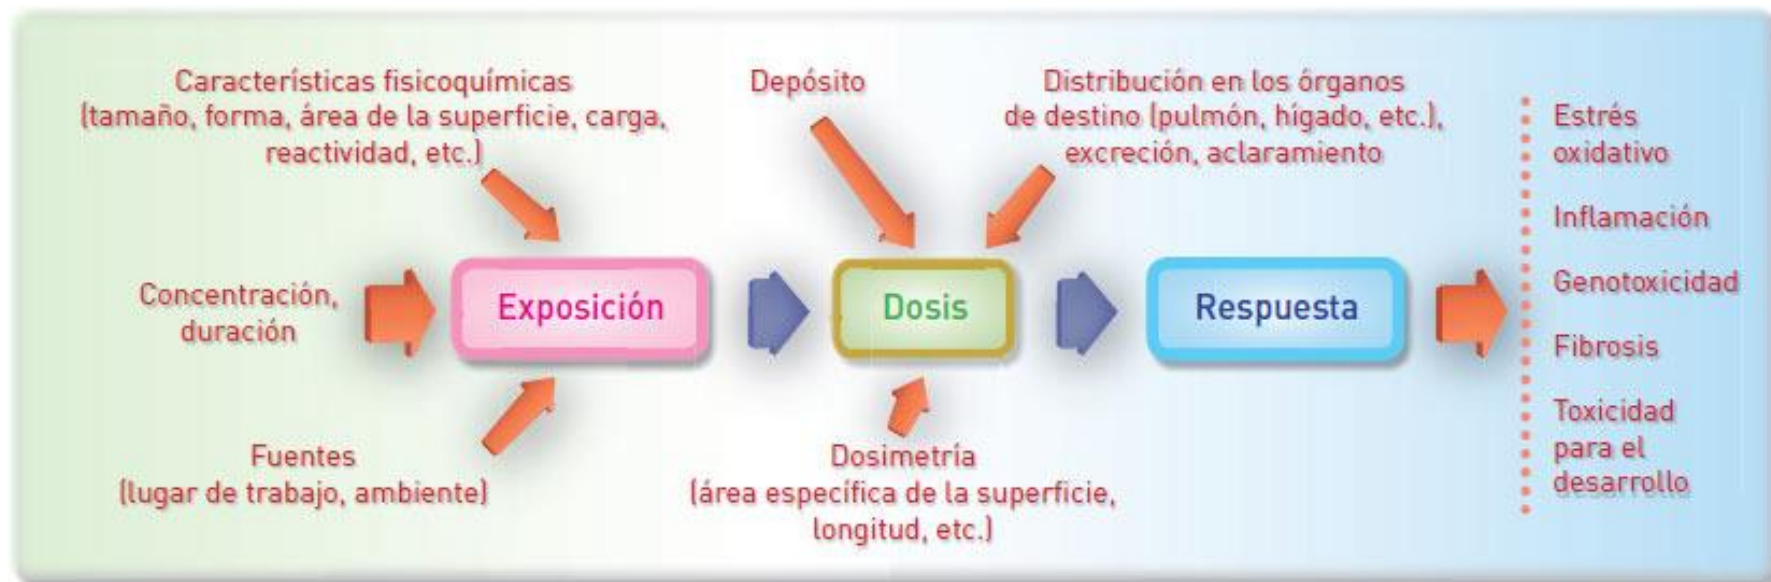 Características fisicoquímicas
(tamaño, forma, área de la superficie, carga,
reactividad, etc.)
Depósito
Distribución en los órganos
de destino (pulmón, hígado, etc.),
excreción, aclaramiento
Concentración,
duración
Exposición
Dosis
Respuesta
Fuentes
(lugar de trabajo, ambiente)
Dosimetría
(área específica de la superficie,
longitud, etc.)
Estrés
oxidativo
Inflamación
Genotoxicidad
Fibrosis
Toxicidad
para el
desarrollo